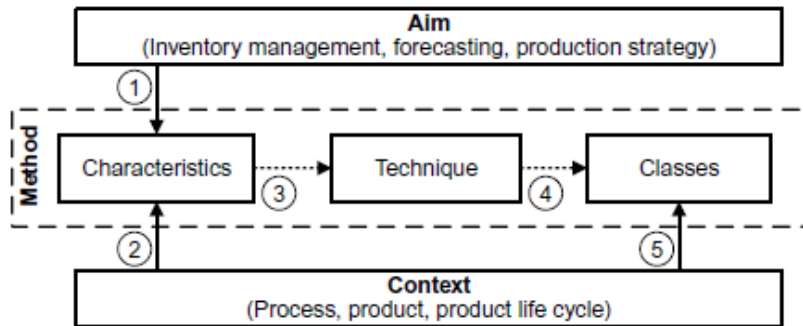 Aim
(Inventory management, forecasting, production strategy)
1
Method
Characteristics
3
Technique
4
Classes
2
5
Context
(Process, product, product life cycle)